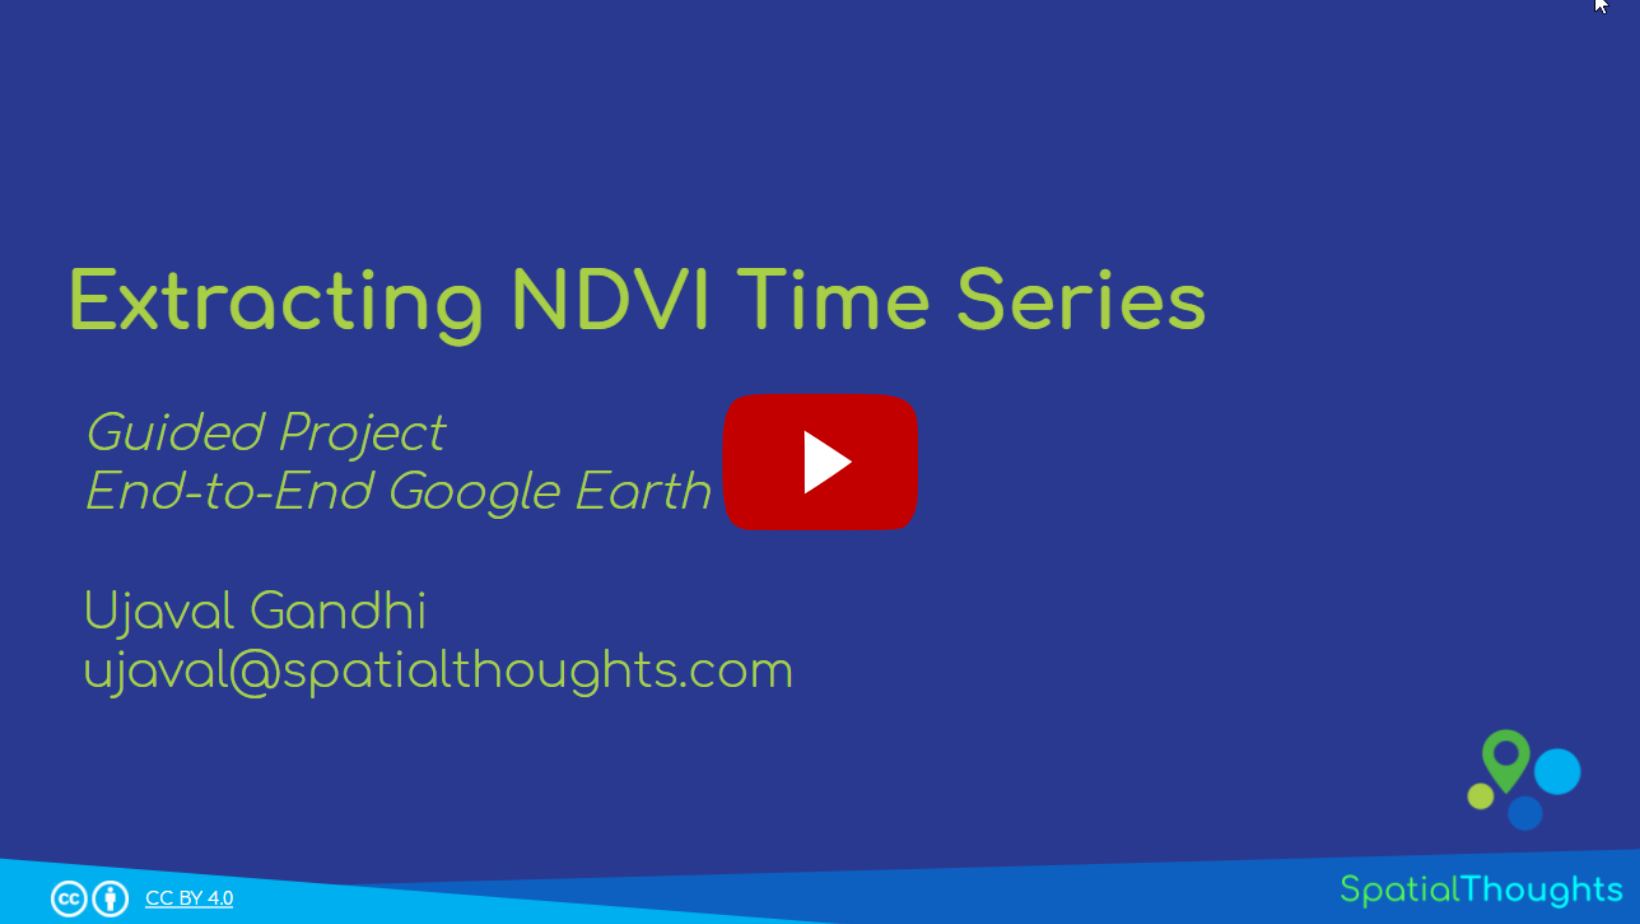 Extracting NDVI Time Series
Guided Project
End-to-End Google Earth
Ujaval Gandhi
ujaval@spatialthoughts.com
cc
CC BY 4.0
SpatialThoughts